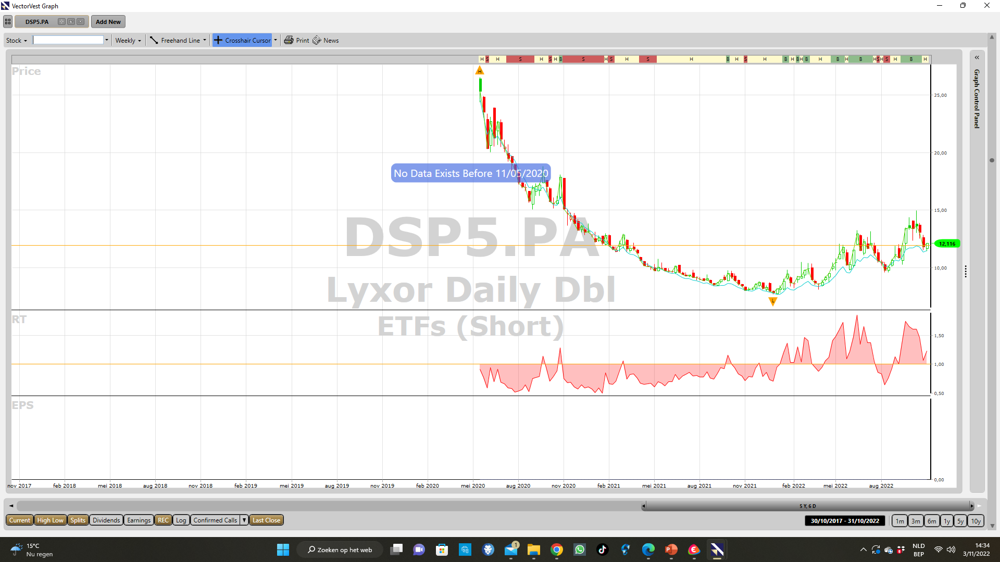 VectorVest Graph
DSP5.PA
Add New
Stock
Weekly
Freehand Line
Crosshair Cursor
Print
News
H S H S H S H B S H S H S H B H S H B H B H B H B H B H S H S H B H
Price
H
25,00
20,00
No Data Exists Before 11/05/2020
15,00
DSP5.PA
12,116
10,00
Lyxor Daily Dbl
L
ETFs (Short)
RT
1,50
1,00
0,50
EPS
0,00
nov 2017 feb 2018 mei 2018 aug 2018 nov 2018 feb 2019 mei 2019 aug 2019 nov 2019 feb 2020 mei 2020 aug 2020 nov 2020 feb 2021 mei 2021 aug 2021 nov 2021 feb 2022 mei 2022 aug 2022
Graph Control Panel
5 Y, 6 D
Current High Low Splits Dividends Earnings REC Log Confirmed Calls Last Close
30/10/2017 - 31/10/2022
1m 3m 6m 1y 5y 10y
15°C
Nu regen
Zoeken op het web
1
NLD
BEP
14:34
3/11/2022